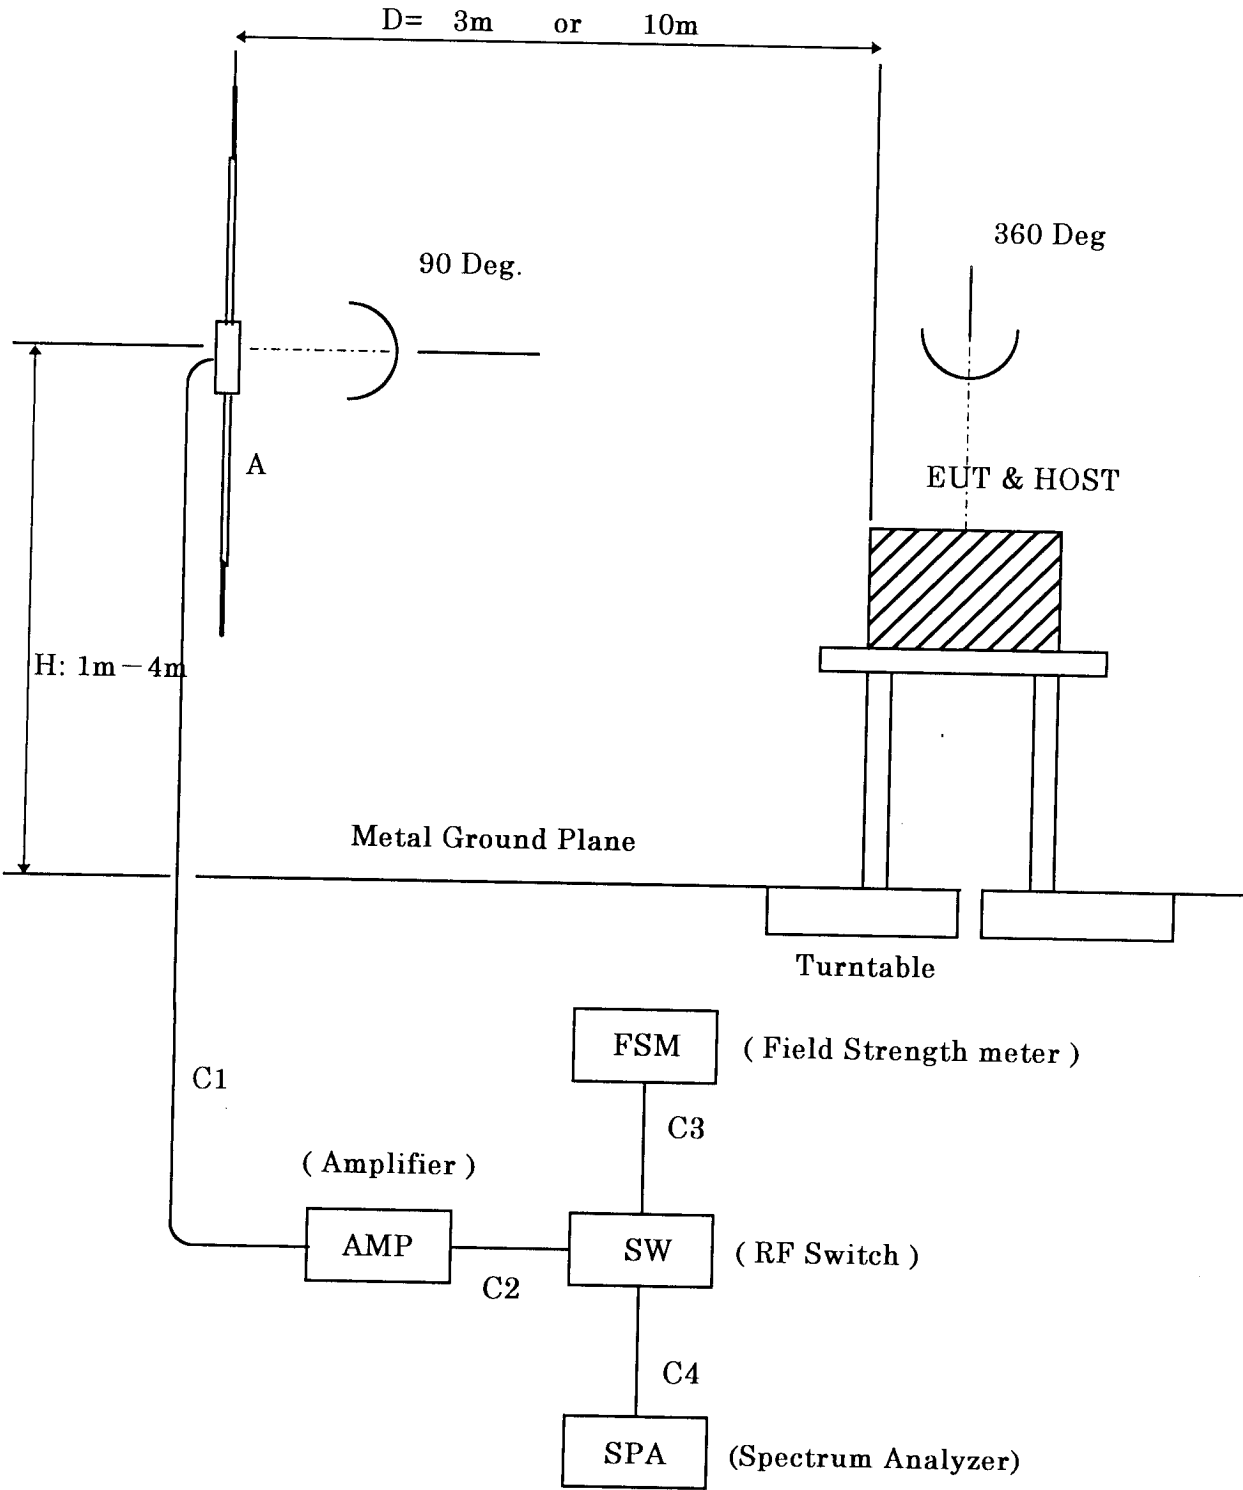 D= 3m or 10m
360 Deg
90 Deg.
A
EUT & HOST
H: 1m－4m
Metal Ground Plane
Turntable
FSM
( Field Strength meter )
C1
C3
( Amplifier )
AMP
SW
( RF Switch )
C2
C4
SPA
(Spectrum Analyzer)